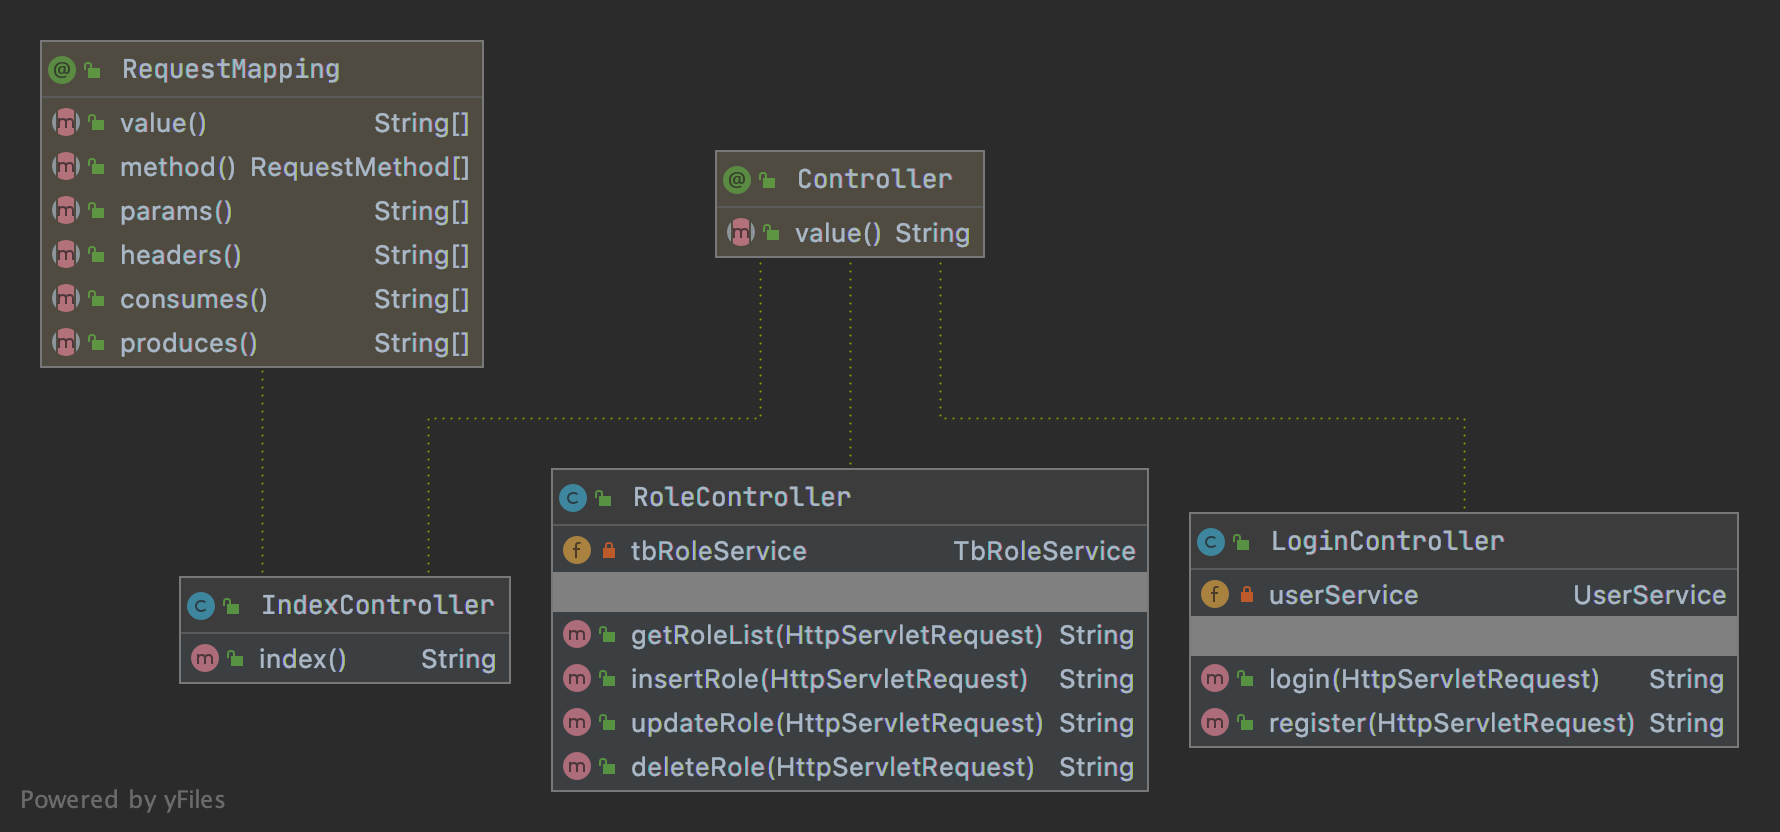 RequestMapping
value() String[]
method() RequestMethod[]
params() String[]
headers() String[]
consumes() String[]
produces() String[]
Controller
value() String
IndexController
index() String
RoleController
tbRoleService TbRoleService
getRoleList(HttpServletRequest) String
insertRole(HttpServletRequest) String
updateRole(HttpServletRequest) String
deleteRole(HttpServletRequest) String
LoginController
userService UserService
login(HttpServletRequest) String
register(HttpServletRequest) String
Powered by yFiles